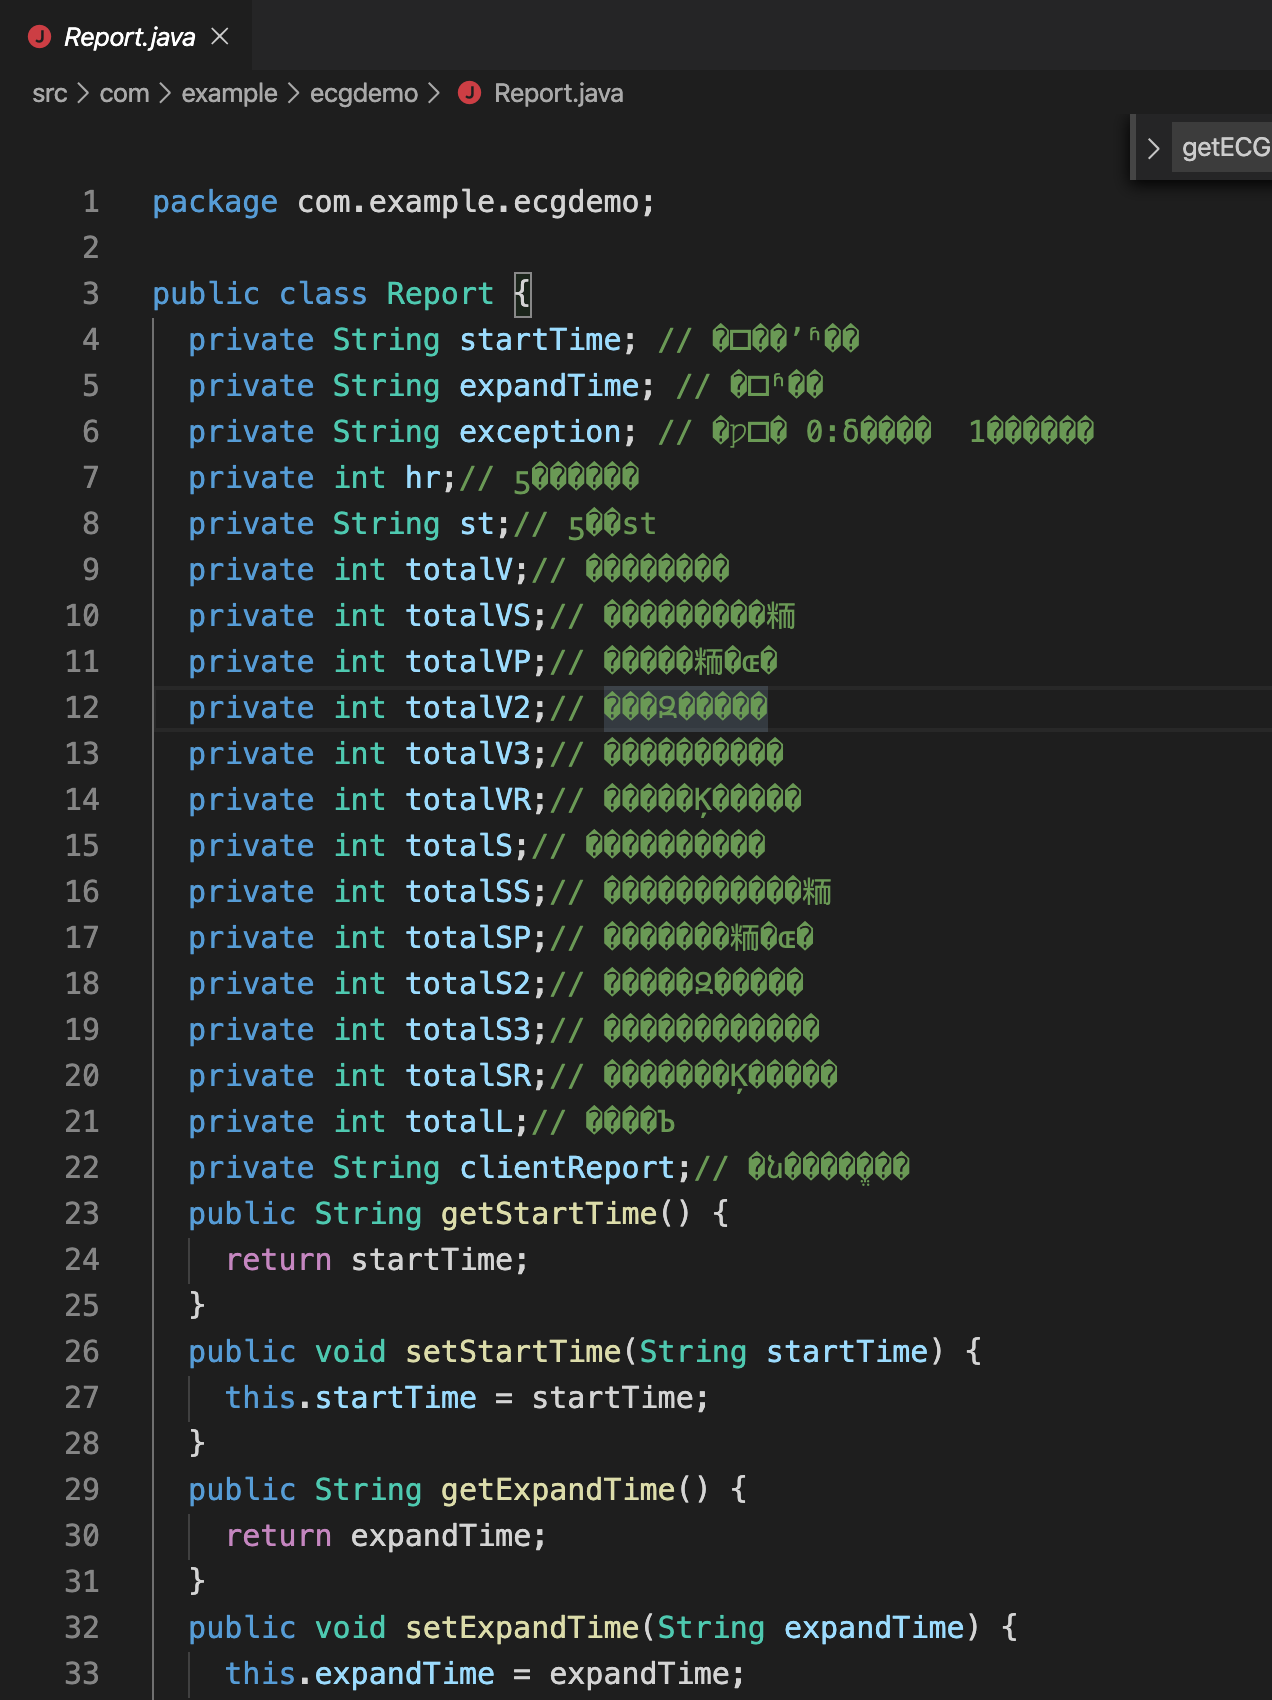 Report.java
src > com > example > ecgdemo > Report.java
getECG
1 package com.example.ecgdemo;
2
3 public class Report {
4 private String startTime; //
5 private String expandTime; //
6 private String exception; // 0:δ���� 1������
7 private int hr;// ������
8 private String st;// ��st
9 private int totalV;// ��������
10 private int totalVS;// ���������粫
11 private int totalVP;//
12 private int totalV2;//
13 private int totalV3;// ����������
14 private int totalVR;// �����Ķ�����
15 private int totalS;// ����������
16 private int totalSS;//
17 private int totalSP;//
18 private int totalS2;//
19 private int totalS3;// ������������
20 private int totalSR;// �������Ķ�����
21 private int totalL;// ����Ъ
22 private String clientReport;//
23 public String getStartTime() {
24 return startTime;
25 }
26 public void setStartTime(String startTime) {
27 this.startTime = startTime;
28 }
29 public String getExpandTime() {
30 return expandTime;
31 }
32 public void setExpandTime(String expandTime) {
33 this.expandTime = expandTime;